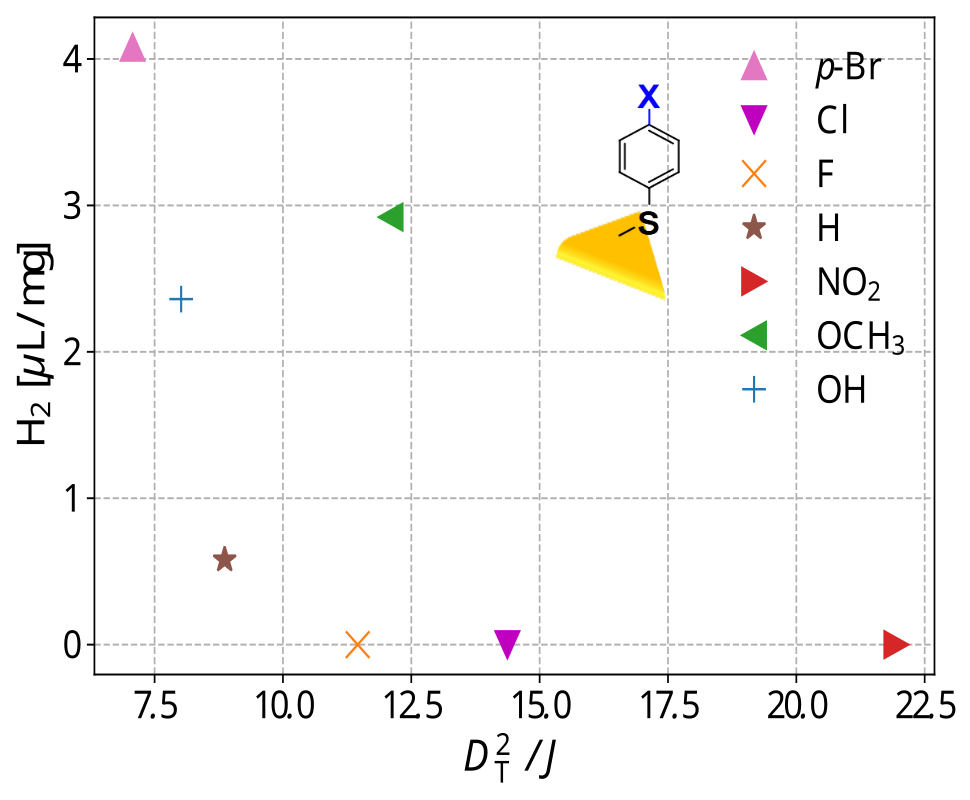 4
3
2
1
0
H₂ [μL/mg]
X
S
p-Br
Cl
F
H
NO₂
OCH₃
OH
7.5 10.0 12.5 15.0 17.5 20.0 22.5
D²_T /J